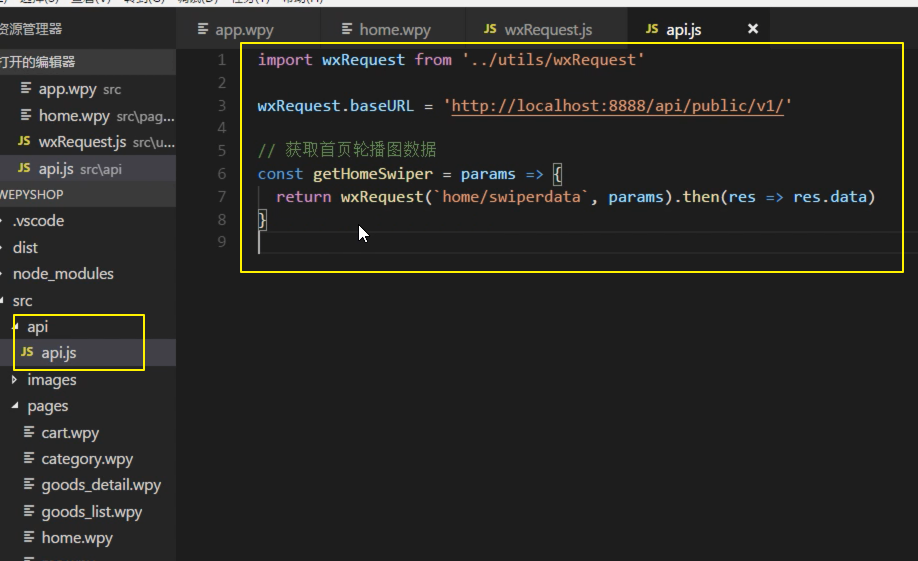 资源管理器
打开的编辑器
app.wpy src
home.wpy src\pag...
JS wxRequest.js src\u...
JS api.js src\api
WEPYSHOP
.vscode
dist
node_modules
src
api
JS api.js
images
pages
cart.wpy
category.wpy
goods_detail.wpy
goods_list.wpy
home.wpy
app.wpy home.wpy JS wxRequest.js JS api.js
1 import wxRequest from '../utils/wxRequest'
2
3 wxRequest.baseURL = 'http://localhost:8888/api/public/v1/'
4
5 // 获取首页轮播图数据
6 const getHomeSwiper = params => {
7 return wxRequest(`home/swiperdata`, params).then(res => res.data)
8 }
9